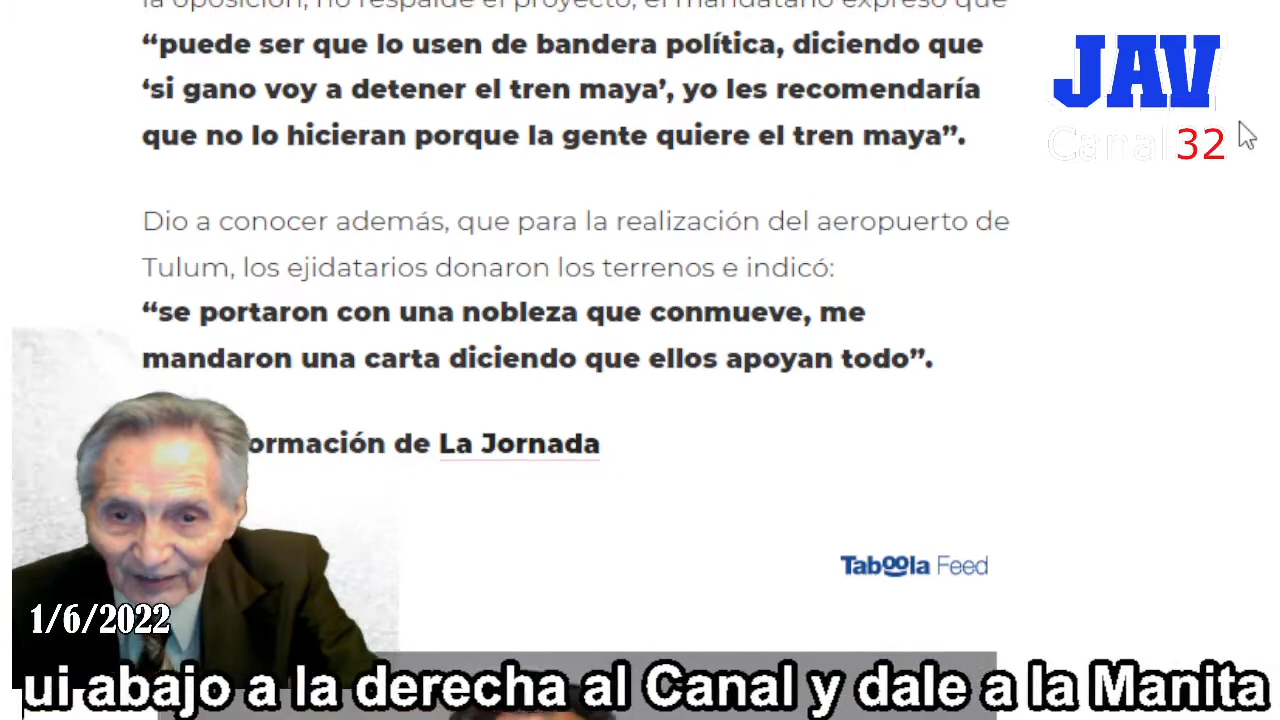 la oposición, no respalde el proyecto, el mandatario expresó que
“puede ser que lo usen de bandera política, diciendo que
‘si gano voy a detener el tren maya’, yo les recomendaría
que no lo hicieran porque la gente quiere el tren maya”.
JAV
Canal 32
Dio a conocer además, que para la realización del aeropuerto de
Tulum, los ejidatarios donaron los terrenos e indicó:
“se portaron con una nobleza que conmueve, me
mandaron una carta diciendo que ellos apoyan todo”.
ormación de La Jornada
Taboola Feed
1/6/2022
ui abajo a la derecha al Canal y dale a la Manita